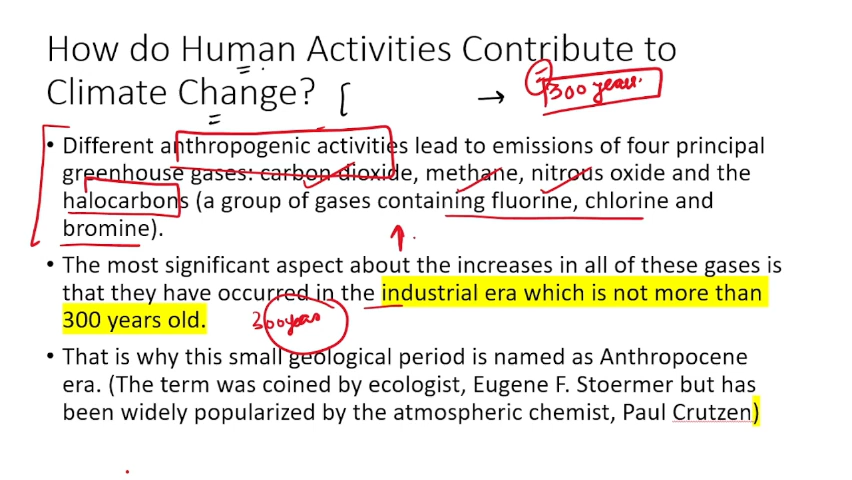 How do Human Activities Contribute to
Climate Change?
300 years.
• Different anthropogenic activities lead to emissions of four principal
greenhouse gases: carbon dioxide, methane, nitrous oxide and the
halocarbons (a group of gases containing fluorine, chlorine and
bromine).
• The most significant aspect about the increases in all of these gases is
that they have occurred in the industrial era which is not more than
300 years old.
300 years
• That is why this small geological period is named as Anthropocene
era. (The term was coined by ecologist, Eugene F. Stoermer but has
been widely popularized by the atmospheric chemist, Paul Crutzen)